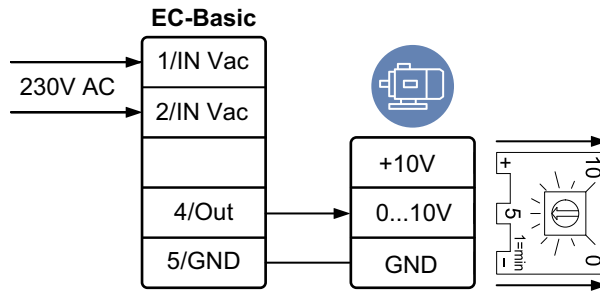 EC-Basic
230V AC
1/IN Vac
2/IN Vac
4/Out
5/GND
+10V
0...10V
GND
+ 10
5
- 1=min 0